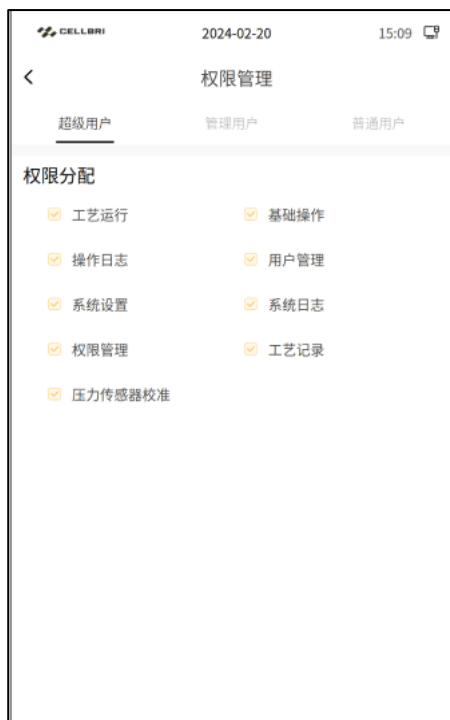 CELLBRI 2024-02-20 15:09
权限管理
超级用户 管理用户 普通用户
权限分配
工艺运行 基础操作
操作日志 用户管理
系统设置 系统日志
权限管理 工艺记录
压力传感器校准